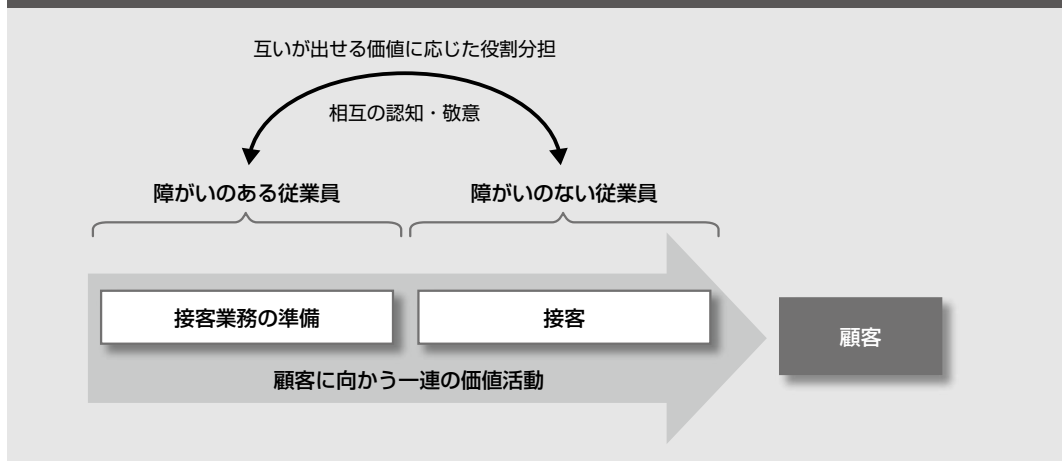 互いが出せる価値に応じた役割分担
相互の認知・敬意
障がいのある従業員
障がいのない従業員
接客業務の準備
接客
顧客
顧客に向かう一連の価値活動